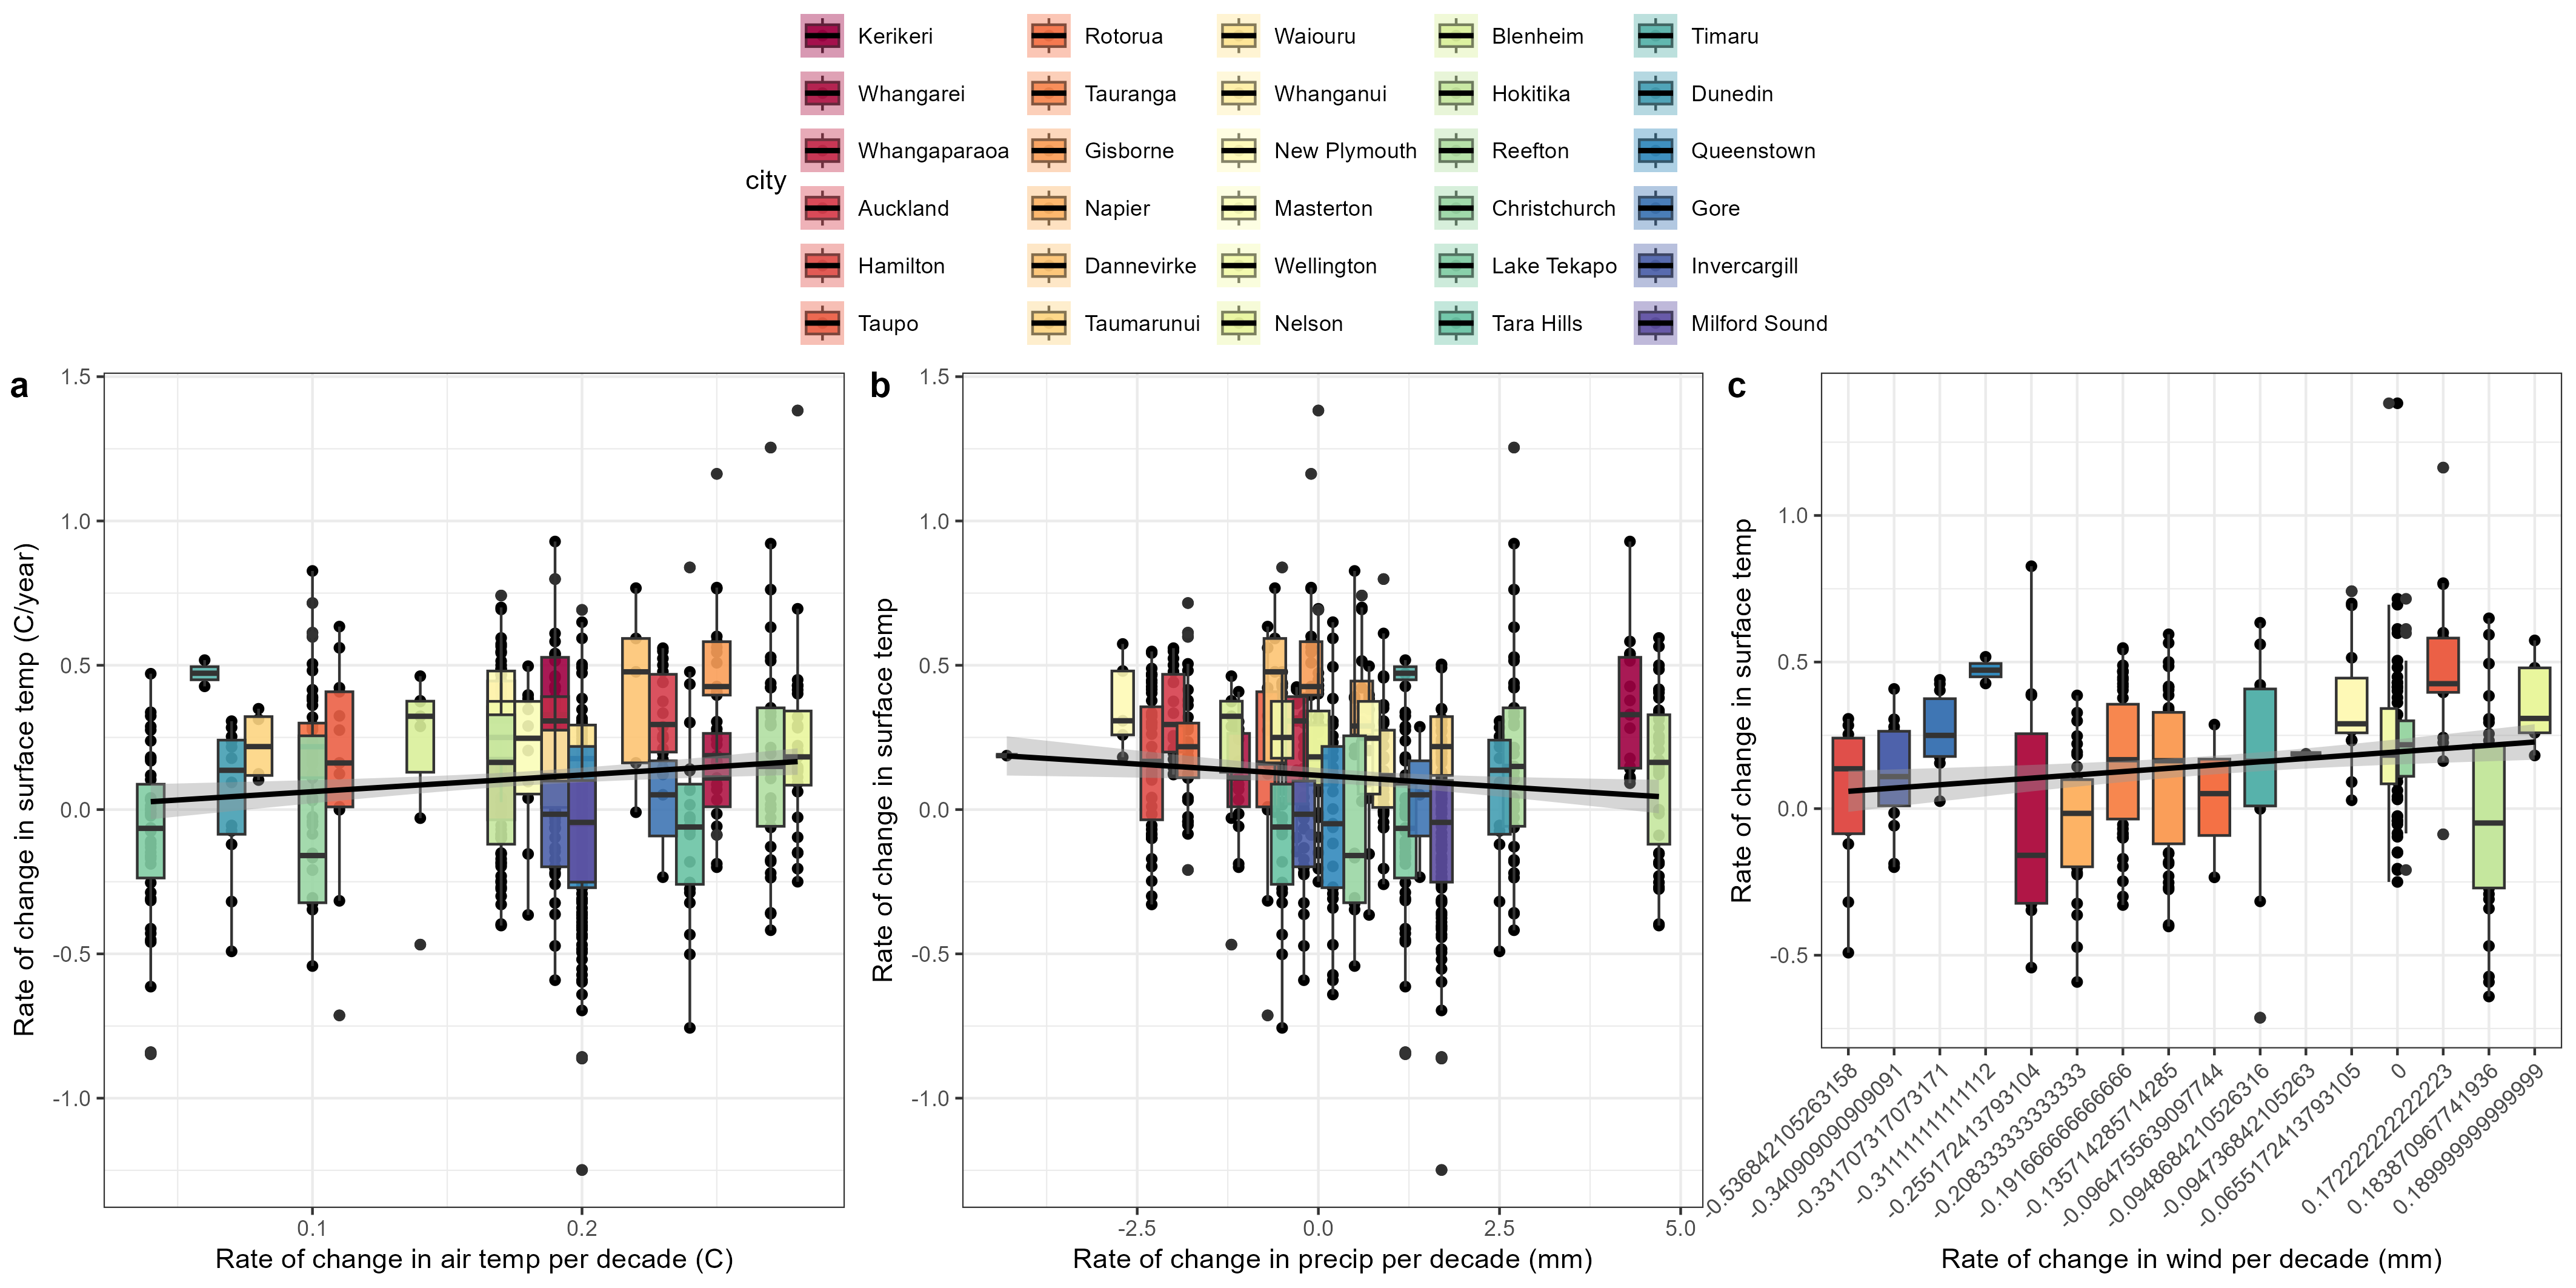 Kerikeri Rotorua Waiouru Blenheim Timaru
Whangarei Tauranga Whanganui Hokitika Dunedin
Whangaparaoa Gisborne New Plymouth Reefton Queenstown
city
Auckland Napier Masterton Christchurch Gore
Hamilton Dannevirke Wellington Lake Tekapo Invercargill
Taupo Taumarunui Nelson Tara Hills Milford Sound
a
Rate of change in surface temp (C/year)
1.5
1.0
0.5
0.0
-0.5
-1.0
0.1 0.2
Rate of change in air temp per decade (C)
b
Rate of change in surface temp
1.5
1.0
0.5
0.0
-0.5
-1.0
-2.5 0.0 2.5 5.0
Rate of change in precip per decade (mm)
c
Rate of change in surface temp
1.0
0.5
0.0
-0.5
-0.536842105263158
-0.340909090909091
-0.331707317073171
-0.311111111111112
-0.255172413793104
-0.208333333333333
-0.191666666666666
-0.135714285714285
-0.0964755639097744
-0.0948684210526316
-0.094736842105263
-0.0655172413793105
0
0.172222222222223
0.183870967741936
0.189999999999999
Rate of change in wind per decade (mm)